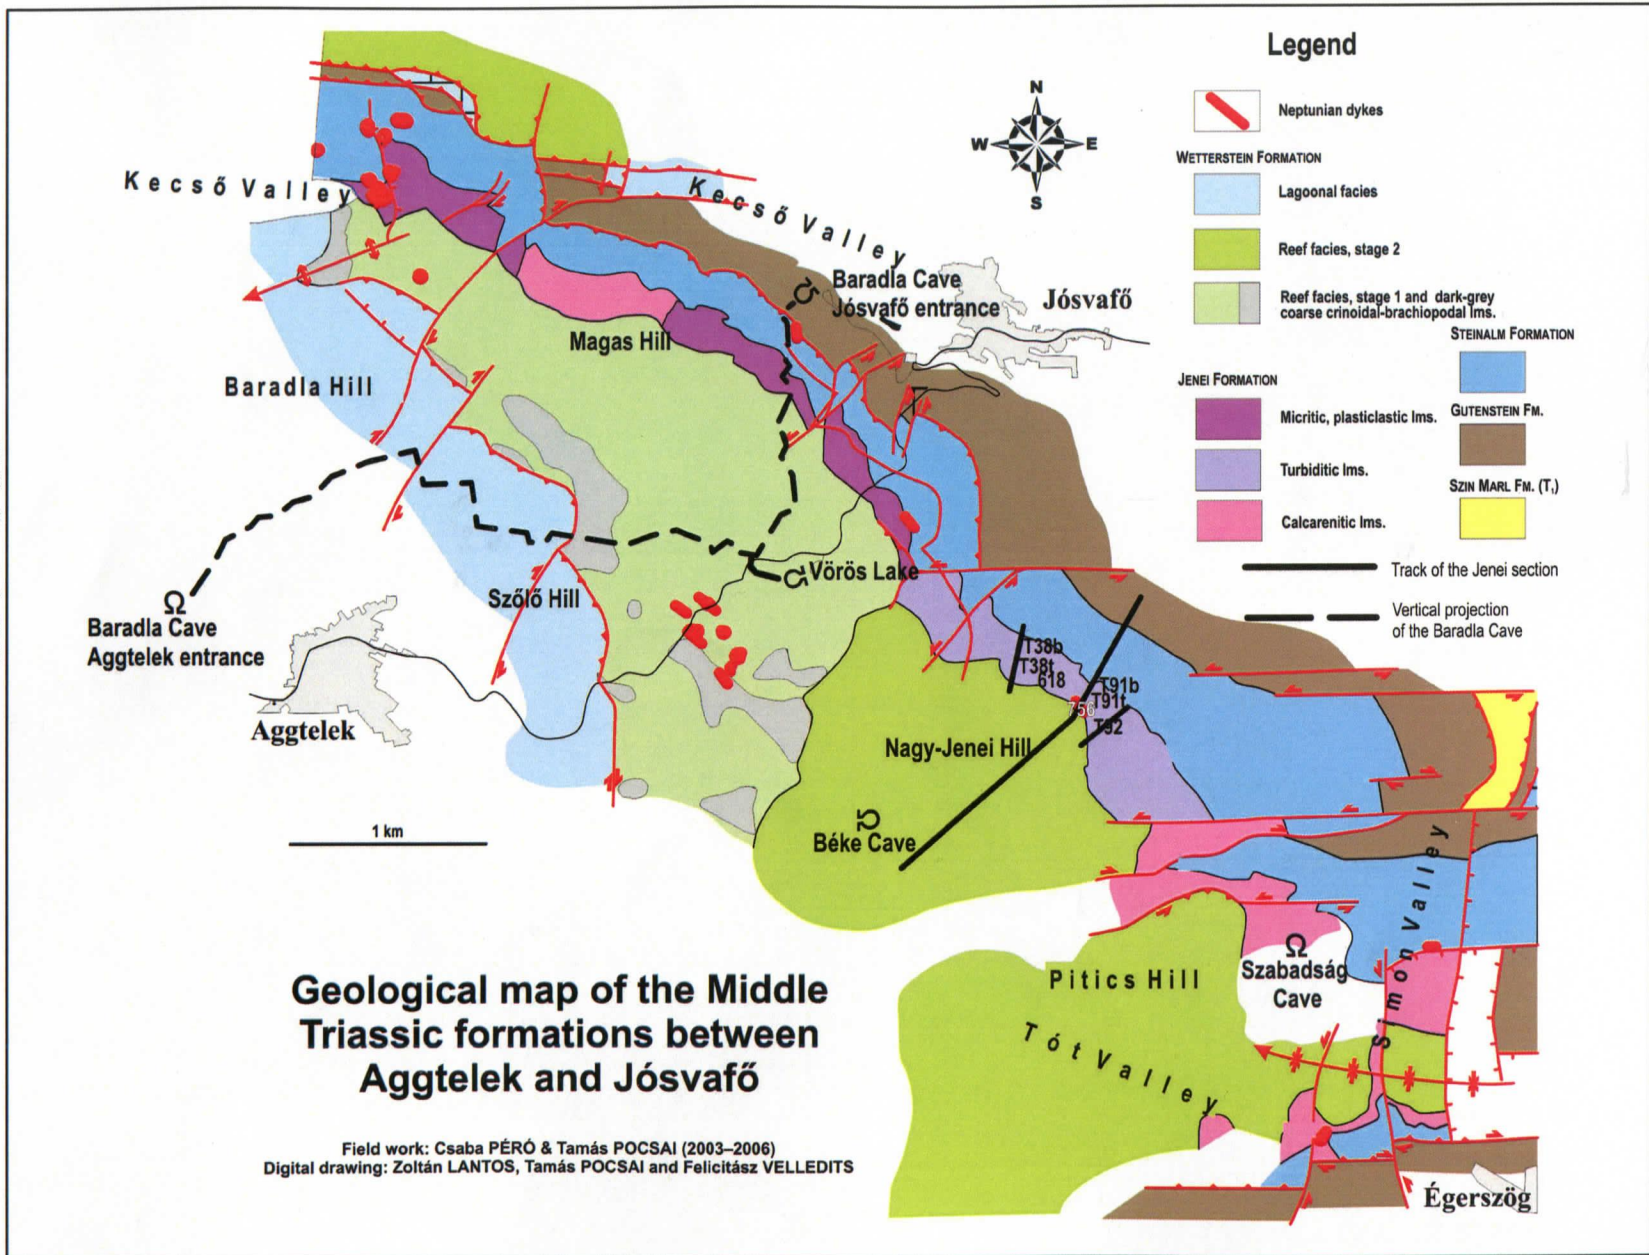 Legend
Neptunian dykes
WETTERSTEIN FORMATION
Lagoonal facies
Reef facies, stage 2
Reef facies, stage 1 and dark-grey
coarse crinoidal-brachiopodal lms.
STEINALM FORMATION
JENEI FORMATION
Micritic, plasticlastic lms.
GUTENSTEIN FM.
Turbiditic lms.
SZIN MARL FM. (T₁)
Calcarenitic lms.
Track of the Jenei section
Vertical projection
of the Baradla Cave
N
W
E
S
Kecső Valley
Kecső Valley
Baradla Cave
Jósvafő entrance
Jósvafő
Magas Hill
Baradla Hill
Vörös Lake
Szőlő Hill
Baradla Cave
Aggtelek entrance
Aggtelek
T38b
T38t
618
T91b
T91t
756
T92
Nagy-Jenei Hill
Béke Cave
1 km
Simon Valley
Szabadság
Cave
Pitics Hill
Tót Valley
Égerszög
Geological map of the Middle
Triassic formations between
Aggtelek and Jósvafő
Field work: Csaba PÉRÓ & Tamás POCSAI (2003–2006)
Digital drawing: Zoltán LANTOS, Tamás POCSAI and Felicitász VELLEDITS